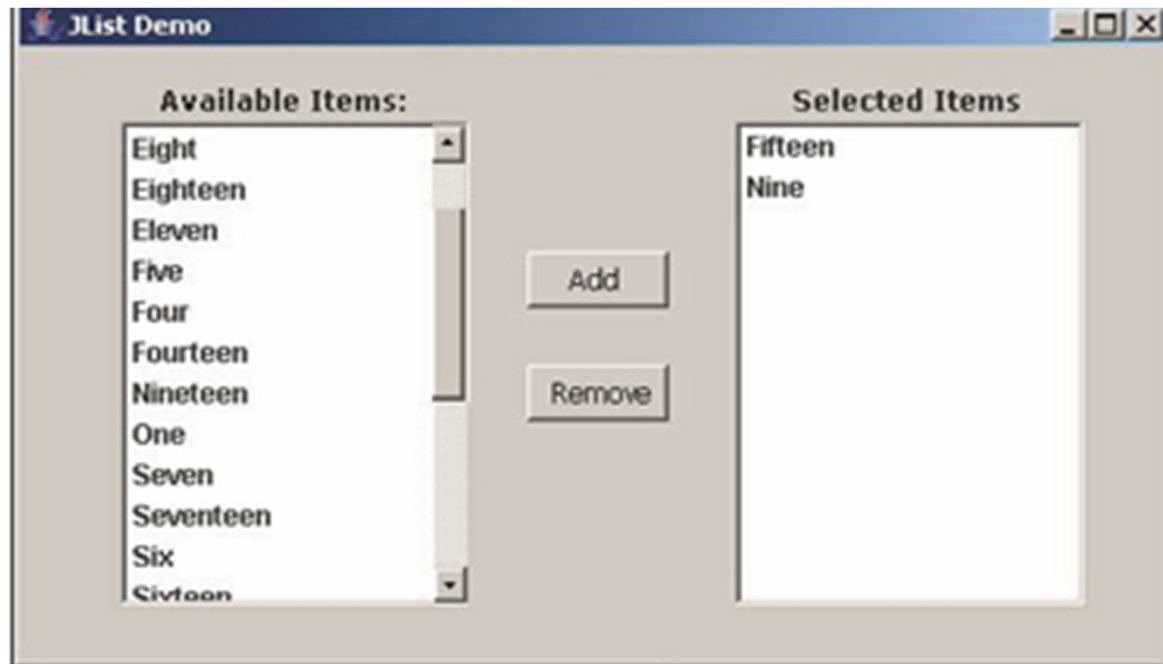 JList Demo
Available Items:
Eight
Eighteen
Eleven
Five
Four
Fourteen
Nineteen
One
Seven
Seventeen
Six
Sixteen
Add
Remove
Selected Items
Fifteen
Nine